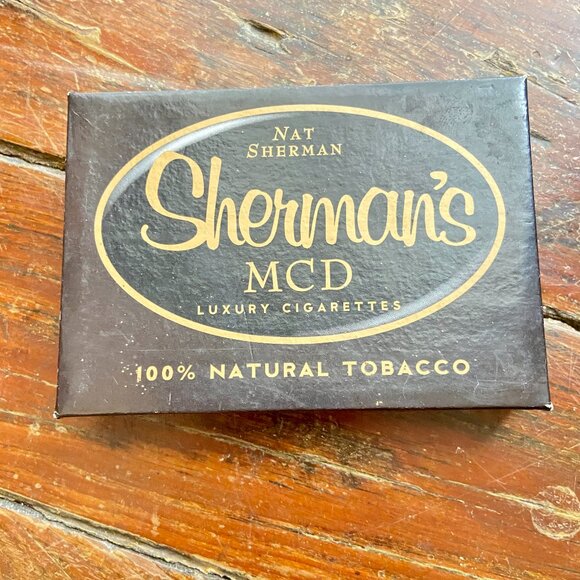 NAT
SHERMAN
Sherman's
MCD
LUXURY CIGARETTES
100% NATURAL TOBACCO